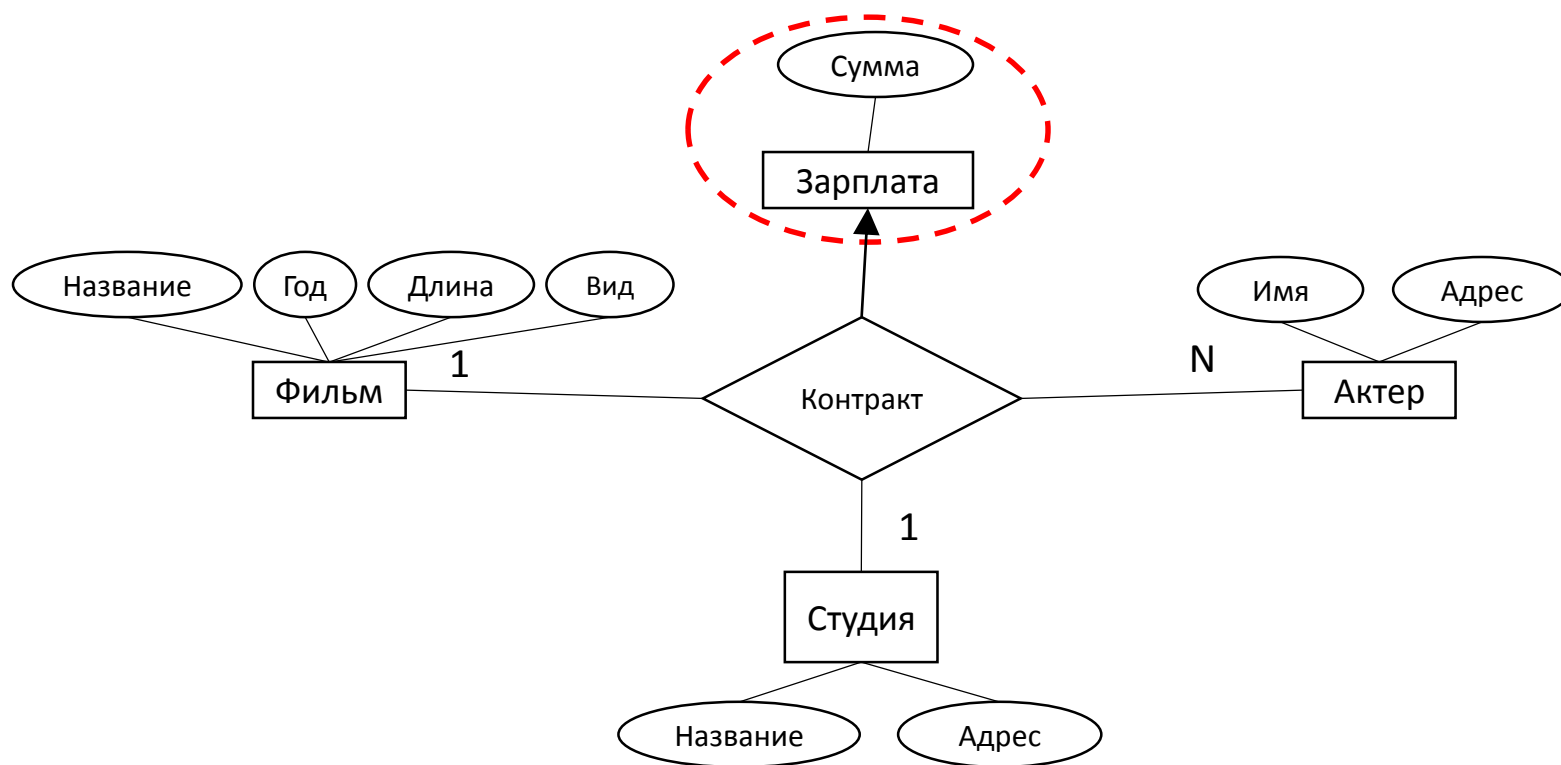 Сумма
Зарплата
Название
Год
Длина
Вид
Имя
Адрес
Фильм
1
Контракт
N
Актер
1
Студия
Название
Адрес